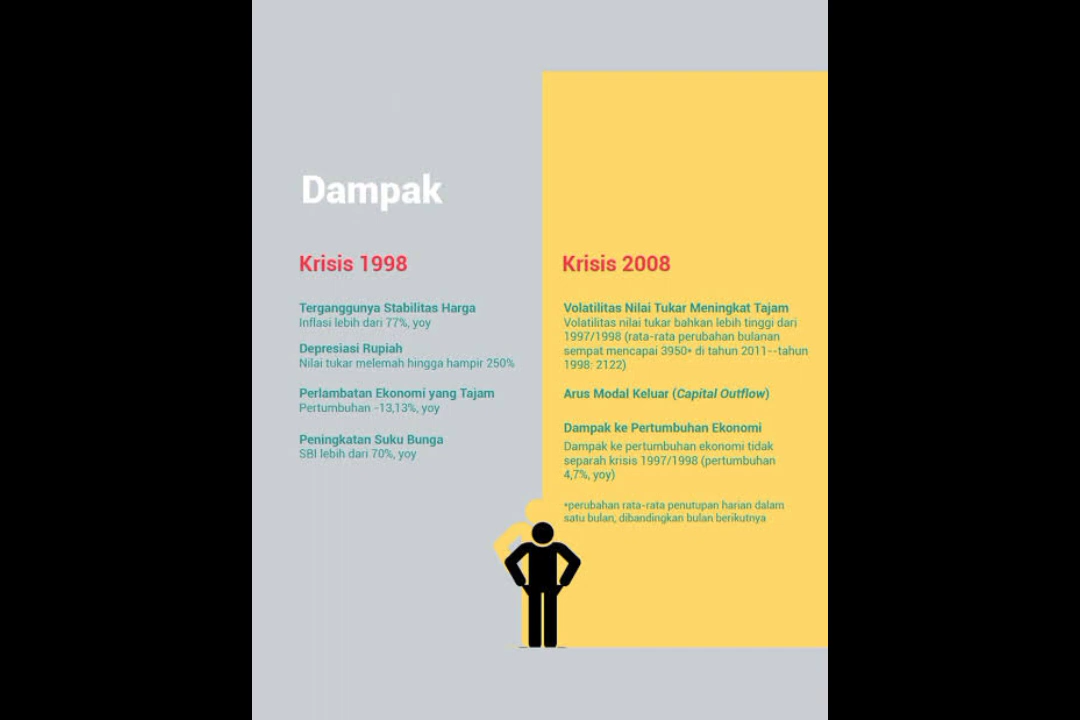 Dampak
Krisis 1998
Terganggunya Stabilitas Harga
Inflasi lebih dari 77%, yoy
Depresiasi Rupiah
Nilai tukar melemah hingga hampir 250%
Perlambatan Ekonomi yang Tajam
Pertumbuhan -13,13%, yoy
Peningkatan Suku Bunga
SBI lebih dari 70%, yoy
Krisis 2008
Volatilitas Nilai Tukar Meningkat Tajam
Volatilitas nilai tukar bahkan lebih tinggi dari
1997/1998 (rata-rata perubahan bulanan
sempat mencapai 3950* di tahun 2011--tahun
1998: 2122)
Arus Modal Keluar (Capital Outflow)
Dampak ke Pertumbuhan Ekonomi
Dampak ke pertumbuhan ekonomi tidak
separah krisis 1997/1998 (pertumbuhan
4,7%, yoy)
*perubahan rata-rata penutupan harian dalam
satu bulan, dibandingkan bulan berikutnya